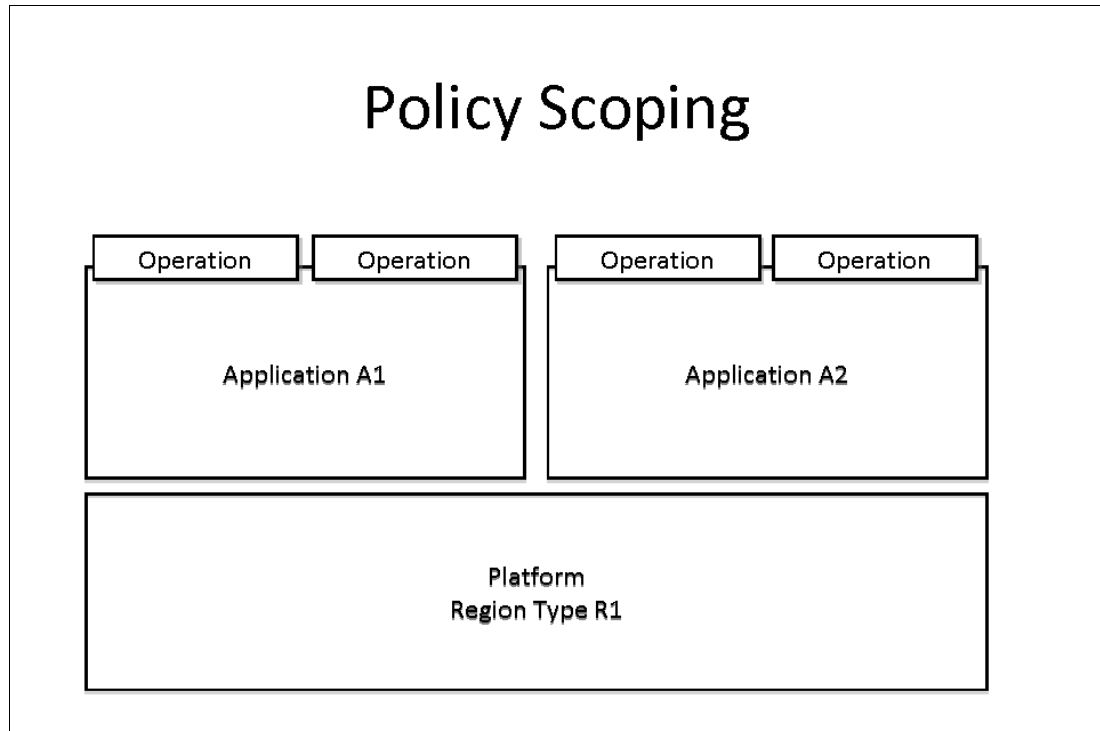 Policy Scoping
Operation
Operation
Operation
Operation
Application A1
Application A2
Platform
Region Type R1